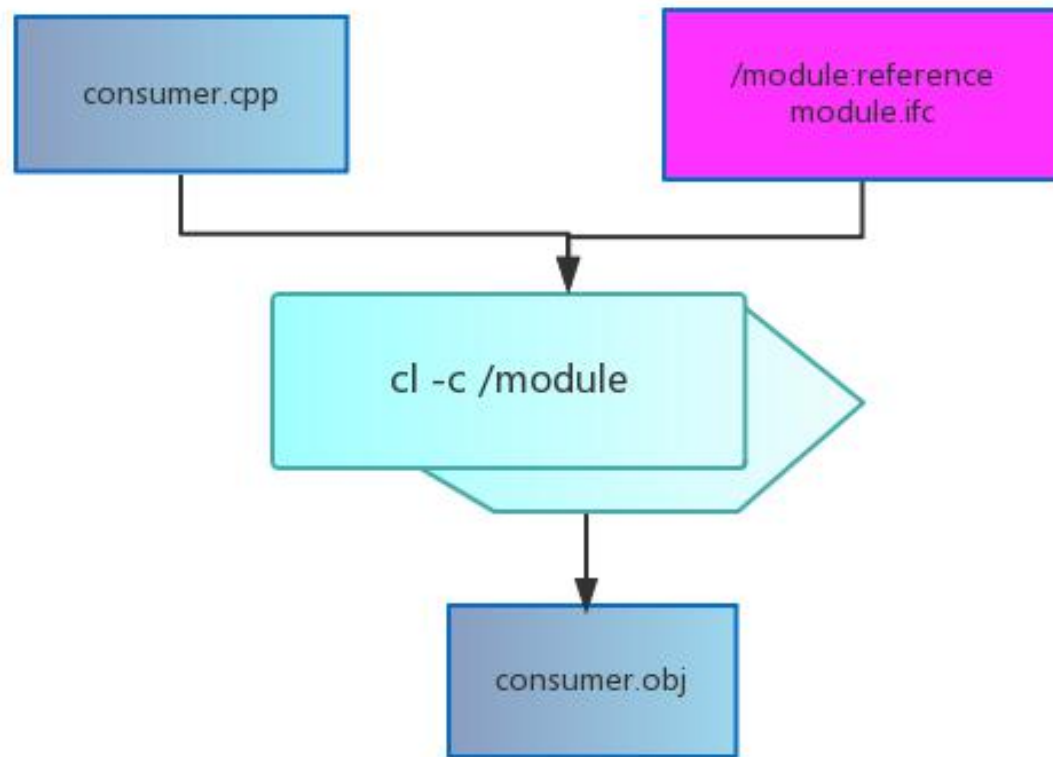 consumer.cpp
/module:reference
module.ifc
cl -c /module
consumer.obj